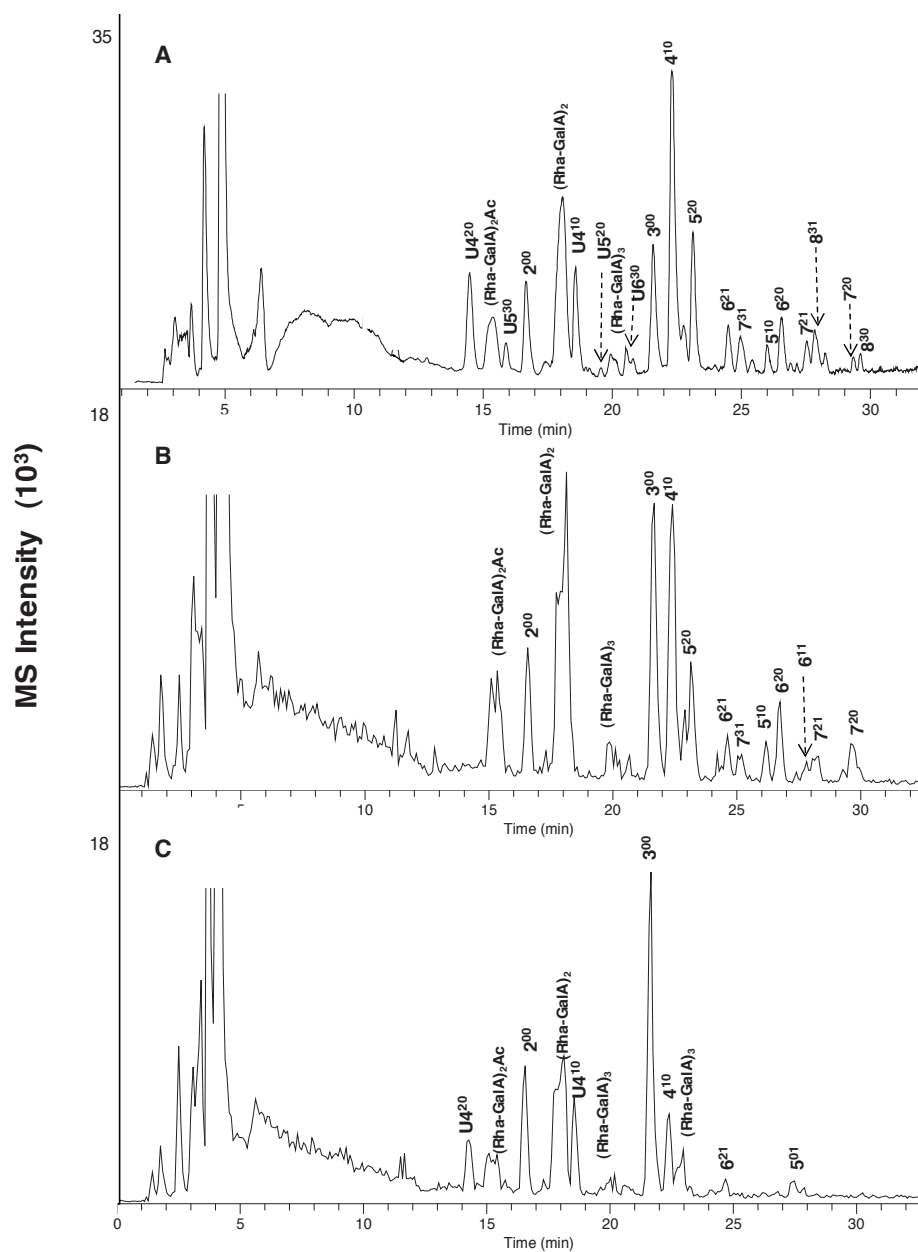 MS Intensity (10³)
35
A
U4²⁰
(Rha-GalA)₂Ac
U5³⁰
2⁰⁰
(Rha-GalA)₂
U4¹⁰
U5²⁰
(Rha-GalA)₃
U6³⁰
3⁰⁰
4¹⁰
5²⁰
6²¹
7³¹
5¹⁰
6²⁰
7²¹
8³¹
7²⁰
8³⁰
5 10 15 20 25 30
Time (min)
18
B
(Rha-GalA)₂Ac
2⁰⁰
(Rha-GalA)₂
(Rha-GalA)₃
3⁰⁰
4¹⁰
5²⁰
6²¹
7³¹
5¹⁰
6²⁰
6¹¹
7²¹
7²⁰
5 10 15 20 25 30
Time (min)
18
C
U4²⁰
(Rha-GalA)₂Ac
2⁰⁰
(Rha-GalA)₂
U4¹⁰
(Rha-GalA)₃
3⁰⁰
4¹⁰
(Rha-GalA)₃
6²¹
5⁰¹
0 5 10 15 20 25 30
Time (min)